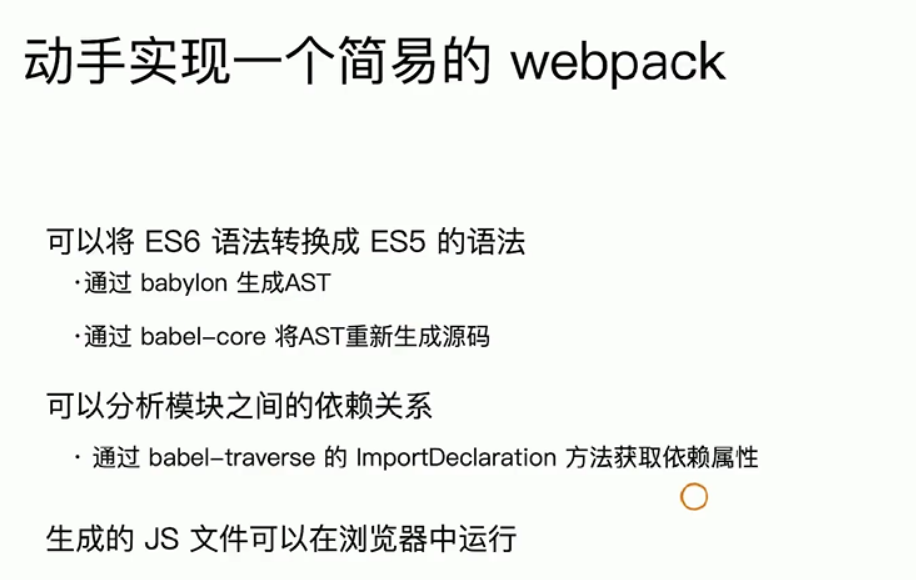 动手实现一个简易的 webpack
可以将 ES6 语法转换成 ES5 的语法
·通过 babylon 生成AST
·通过 babel-core 将AST重新生成源码
可以分析模块之间的依赖关系
· 通过 babel-traverse 的 ImportDeclaration 方法获取依赖属性
生成的 JS 文件可以在浏览器中运行